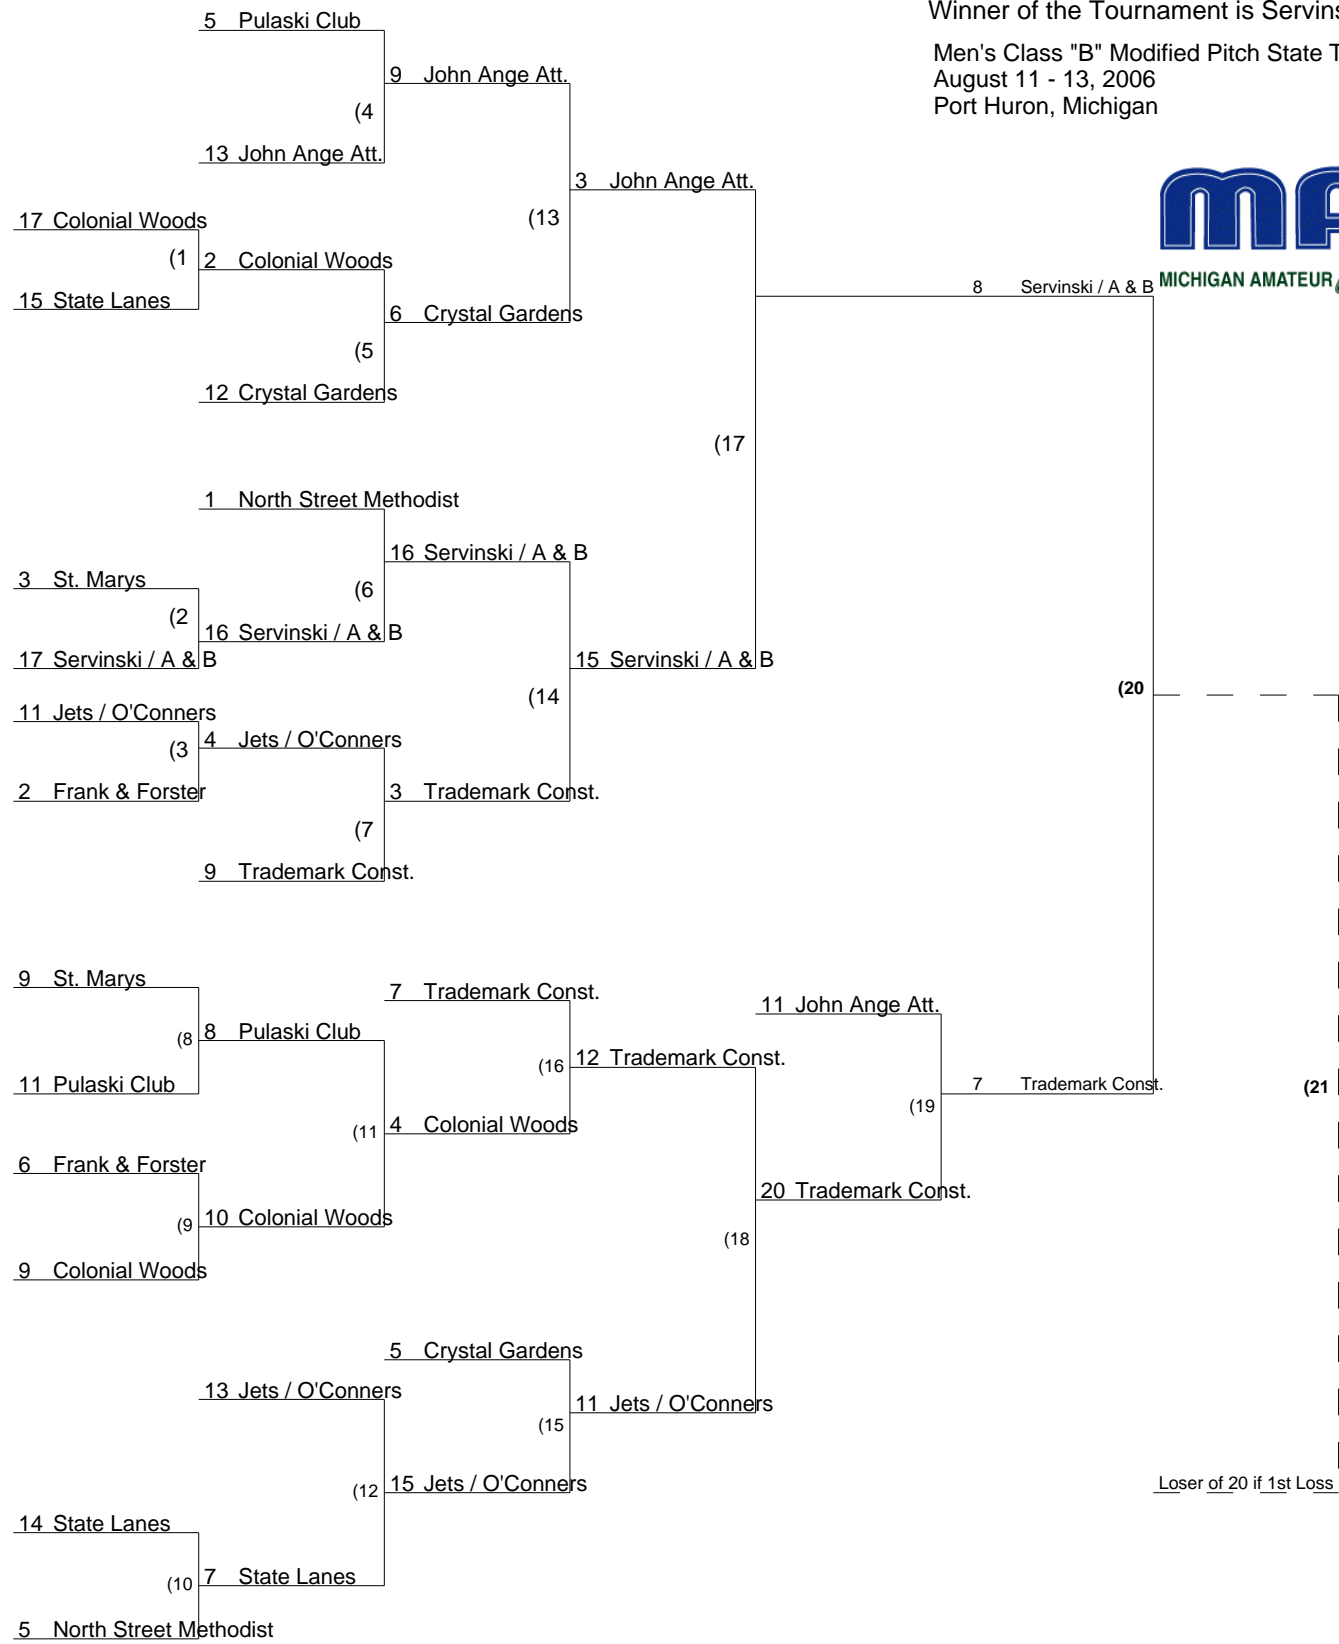 Winner of the Tournament is
Men's Class "B" Modified Pitch State
August 11 - 13, 2006
Port Huron, Michigan
MICHIGAN AMATEUR
5 Pulaski Club
9 John Ange Att.
(4
13 John Ange Att.
3 John Ange Att.
17 Colonial Woods
(13
(1
2 Colonial Woods
15 State Lanes
8 Servinski / A & B
6 Crystal Gardens
(5
12 Crystal Gardens
(17
1 North Street Methodist
16 Servinski / A & B
3 St. Marys
(6
(2
16 Servinski / A & B
17 Servinski / A & B
15 Servinski / A & B
(20
(14
11 Jets / O'Conners
(3
4 Jets / O'Conners
2 Frank & Forster
3 Trademark Const.
(7
9 Trademark Const.
9 St. Marys
7 Trademark Const.
11 John Ange Att.
(8
8 Pulaski Club
(16
12 Trademark Const.
11 Pulaski Club
7 Trademark Const.
(21
(19
(11
4 Colonial Woods
6 Frank & Forster
20 Trademark Const.
(9
10 Colonial Woods
(18
9 Colonial Woods
5 Crystal Gardens
13 Jets / O'Conners
11 Jets / O'Conners
(15
(12
15 Jets / O'Conners
Loser of 20 if 1st Loss
14 State Lanes
(10
7 State Lanes
5 North Street Methodist